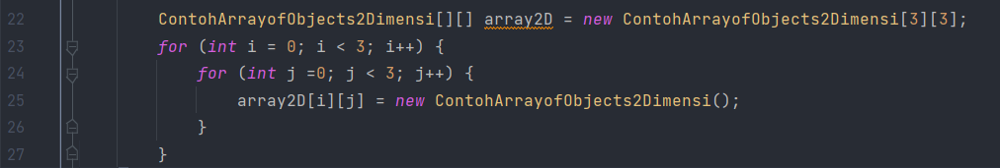 22 ContohArrayofObjects2Dimensi[][] array2D = new ContohArrayofObjects2Dimensi[3][3];
23 for (int i = 0; i < 3; i++) {
24 for (int j =0; j < 3; j++) {
25 array2D[i][j] = new ContohArrayofObjects2Dimensi();
26 }
27 }